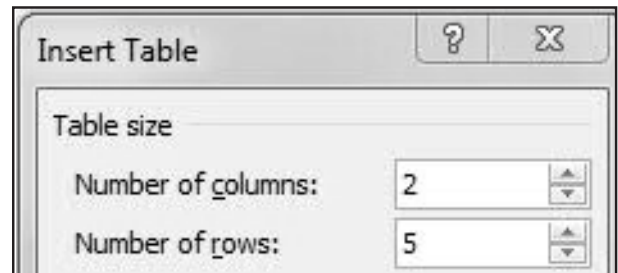 Insert Table
Table size
Number of columns: 2
Number of rows: 5